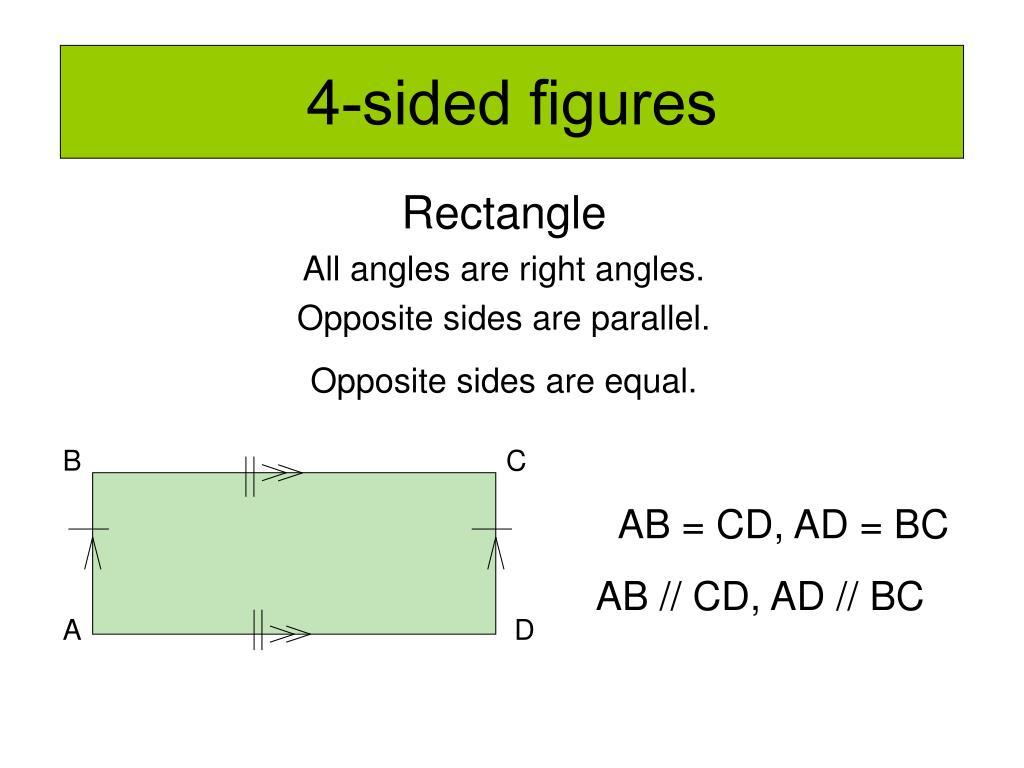 4-sided figures
Rectangle
All angles are right angles.
Opposite sides are parallel.
Opposite sides are equal.
B
C
AB = CD, AD = BC
AB // CD, AD // BC
A
D